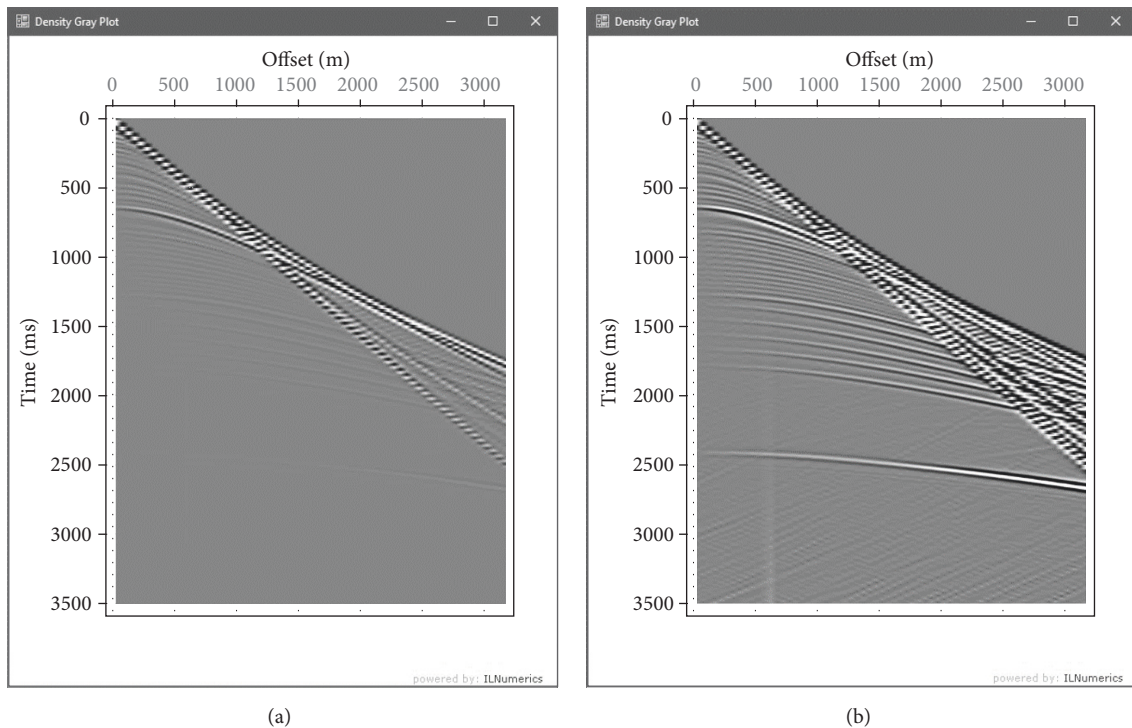 Density Gray Plot
Offset (m)
0 500 1000 1500 2000 2500 3000
0
500
1000
1500
2000
2500
3000
3500
Time (ms)
powered by: ILNumerics
(a)
Density Gray Plot
Offset (m)
0 500 1000 1500 2000 2500 3000
0
500
1000
1500
2000
2500
3000
3500
Time (ms)
powered by: ILNumerics
(b)